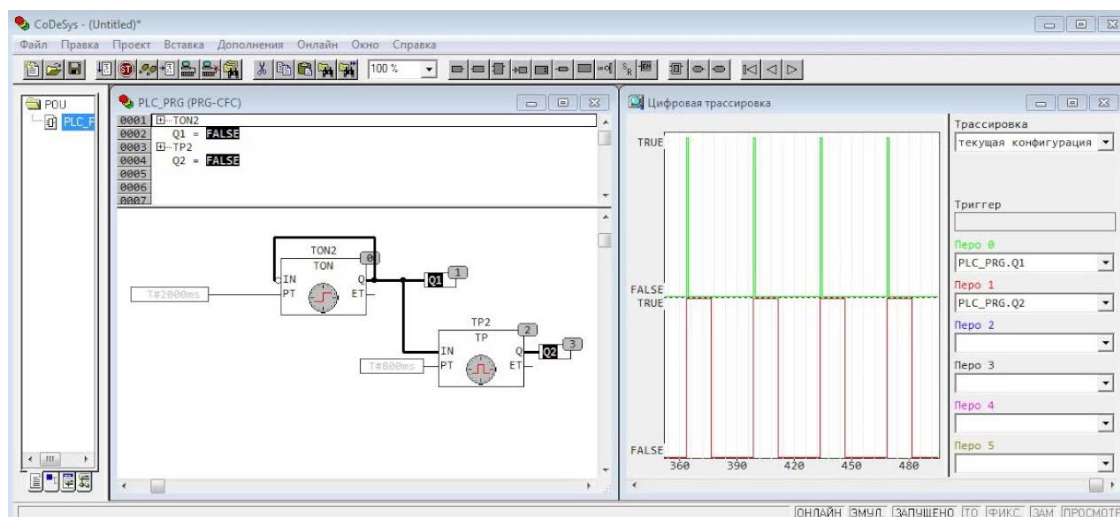 CoDeSys - (Untitled)*
Файл Правка Проект Вставка Дополнения Онлайн Окно Справка
100 %
POU
PLC_P
PLC_PRG (PRG-CFC)
0001 TON2
0002 Q1 = FALSE
0003 TP2
0004 Q2 = FALSE
0005
0006
0007
TON2
TON
0
IN Q
PT ET
T#2000ms
Q1
1
TP2
TP
2
IN Q
PT ET
T#800ms
Q2
3
Цифровая трассировка
TRUE
FALSE
TRUE
FALSE
360 390 420 450 480
Трассировка
текущая конфигурация
Триггер
Перо 0
PLC_PRG.Q1
Перо 1
PLC_PRG.Q2
Перо 2
Перо 3
Перо 4
Перо 5
ОНЛАЙН ЭМУЛ. ЗАПУЩЕНО ТО ФИКС. ЗАМ ПРОСМОТР